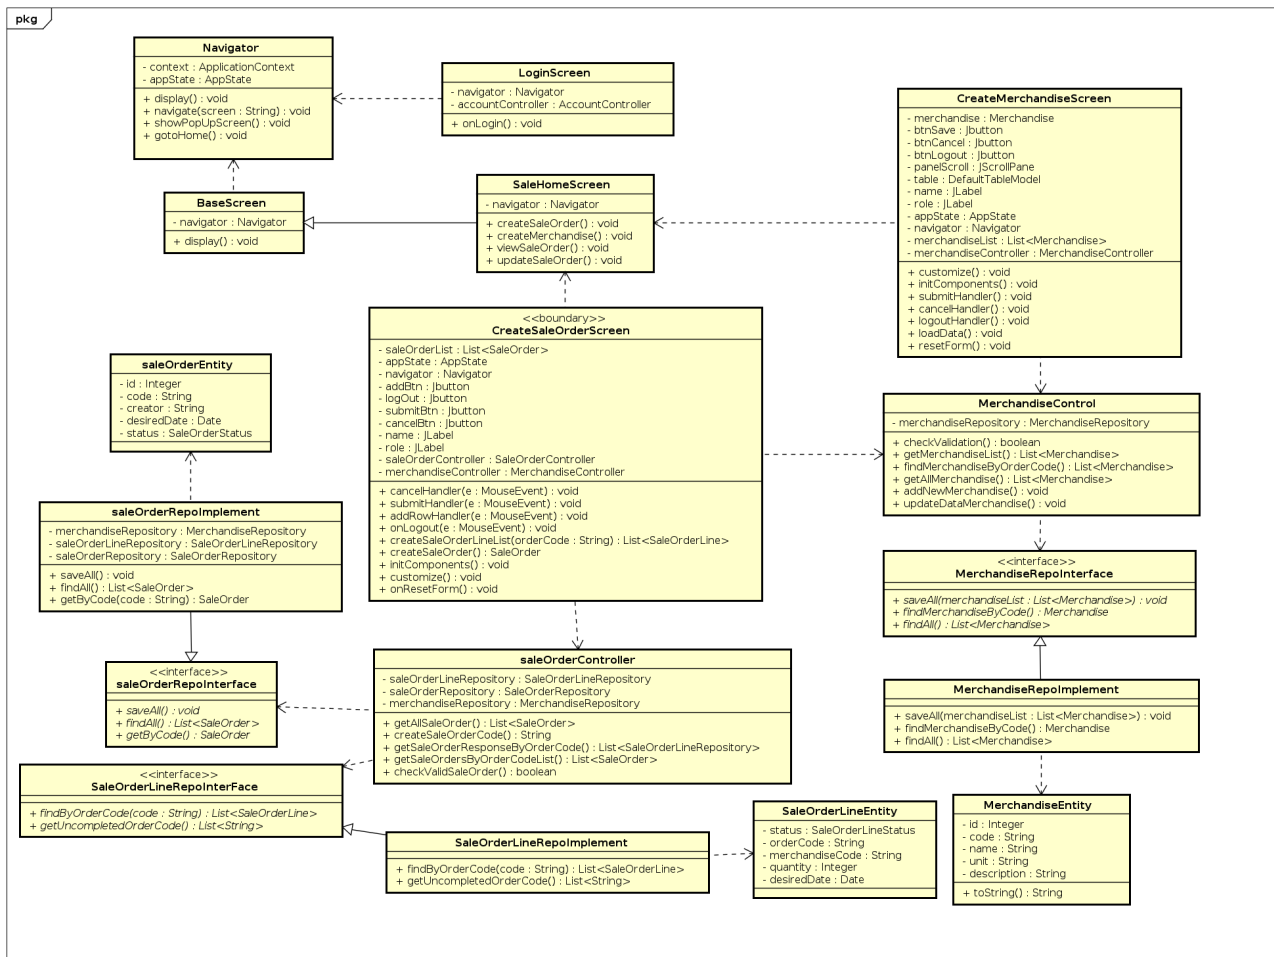 pkg
Navigator
- context : ApplicationContext
- appState : AppState
+ display() : void
+ navigate(screen : String) : void
+ showPopUpScreen() : void
+ gotoHome() : void
LoginScreen
- navigator : Navigator
- accountController : AccountController
+ onLogin() : void
CreateMerchandiseScreen
- merchandise : Merchandise
- btnSave : Jbutton
- btnCancel : Jbutton
- btnLogout : Jbutton
- panelScroll : JScrollPane
- table : DefaultTableModel
- name : JLabel
- role : JLabel
- appState : AppState
- navigator : Navigator
- merchandiseList : List<Merchandise>
- merchandiseController : MerchandiseController
+ customize() : void
+ initComponents() : void
+ submitHandler() : void
+ cancelHandler() : void
+ logoutHandler() : void
+ loadData() : void
+ resetForm() : void
BaseScreen
- navigator : Navigator
+ display() : void
SaleHomeScreen
- navigator : Navigator
+ createSaleOrder() : void
+ createMerchandise() : void
+ viewSaleOrder() : void
+ updateSaleOrder() : void
<<boundary>>
CreateSaleOrderScreen
- saleOrderList : List<SaleOrder>
- appState : AppState
- navigator : Navigator
- addBtn : Jbutton
- logOut : Jbutton
- submitBtn : Jbutton
- cancelBtn : Jbutton
- name : JLabel
- role : JLabel
- saleOrderController : SaleOrderController
- merchandiseController : MerchandiseController
+ cancelHandler(e : MouseEvent) : void
+ submitHandler(e : MouseEvent) : void
+ addRowHandler(e : MouseEvent) : void
+ onLogout(e : MouseEvent) : void
+ createSaleOrderLineList(orderCode : String) : List<SaleOrderLine>
+ createSaleOrder() : SaleOrder
+ initComponents() : void
+ customize() : void
+ onResetForm() : void
saleOrderEntity
- id : Integer
- code : String
- creator : String
- desiredDate : Date
- status : SaleOrderStatus
MerchandiseControl
- merchandiseRepository : MerchandiseRepository
+ checkValidation() : boolean
+ getMerchandiseList() : List<Merchandise>
+ findMerchandiseByOrderCode() : List<Merchandise>
+ getAllMerchandise() : List<Merchandise>
+ addNewMerchandise() : void
+ updateDataMerchandise() : void
saleOrderRepoImplement
- merchandiseRepository : MerchandiseRepository
- saleOrderLineRepository : SaleOrderLineRepository
- saleOrderRepository : SaleOrderRepository
+ saveAll() : void
+ findAll() : List<SaleOrder>
+ getByCode(code : String) : SaleOrder
<<interface>>
MerchandiseRepoInterface
+ saveAll(merchandiseList : List<Merchandise>) : void
+ findMerchandiseByCode() : Merchandise
+ findAll() : List<Merchandise>
<<interface>>
saleOrderRepoInterface
+ saveAll() : void
+ findAll() : List<SaleOrder>
+ getByCode() : SaleOrder
saleOrderController
- saleOrderLineRepository : SaleOrderLineRepository
- saleOrderRepository : SaleOrderRepository
- merchandiseRepository : MerchandiseRepository
+ getAllSaleOrder() : List<SaleOrder>
+ createSaleOrderCode() : String
+ getSaleOrderResponseByOrderCode() : List<SaleOrderLineRepository>
+ getSaleOrdersByOrderCodeList() : List<SaleOrder>
+ checkValidSaleOrder() : boolean
MerchandiseRepoImplement
+ saveAll(merchandiseList : List<Merchandise>) : void
+ findMerchandiseByCode() : Merchandise
+ findAll() : List<Merchandise>
<<interface>>
SaleOrderLineRepoInterFace
+ findByOrderCode(code : String) : List<SaleOrderLine>
+ getUncompletedOrderCode() : List<String>
SaleOrderLineRepoImplement
+ findByOrderCode(code : String) : List<SaleOrderLine>
+ getUncompletedOrderCode() : List<String>
SaleOrderLineEntity
- status : SaleOrderLineStatus
- orderCode : String
- merchandiseCode : String
- quantity : Integer
- desiredDate : Date
MerchandiseEntity
- id : Integer
- code : String
- name : String
- unit : String
- description : String
+ toString() : String